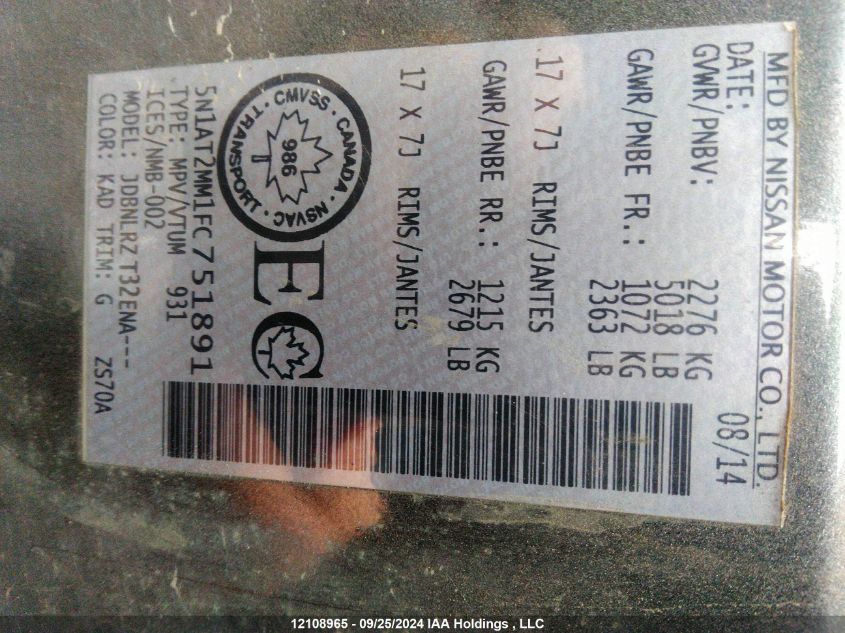 MFD BY NISSAN MOTOR CO., LTD.
DATE: 08/14
GVWR/PNBV: 2276 KG
5018 LB
GAWR/PNBE FR.: 1072 KG
2363 LB
17 X 7J RIMS/JANTES
GAWR/PNBE RR.: 1215 KG
2679 LB
17 X 7J RIMS/JANTES
CMVSS · CANADA · NSVAC · TRANSPORT ·
986
EC
5N1AT2MM1FC751891
TYPE: MPV/VTUM 931
ICES/NMB-002
MODEL: JDBNLRZ T32ENA---
COLOR: KAD TRIM: G ZS70A
12108965 - 09/25/2024 IAA Holdings , LLC